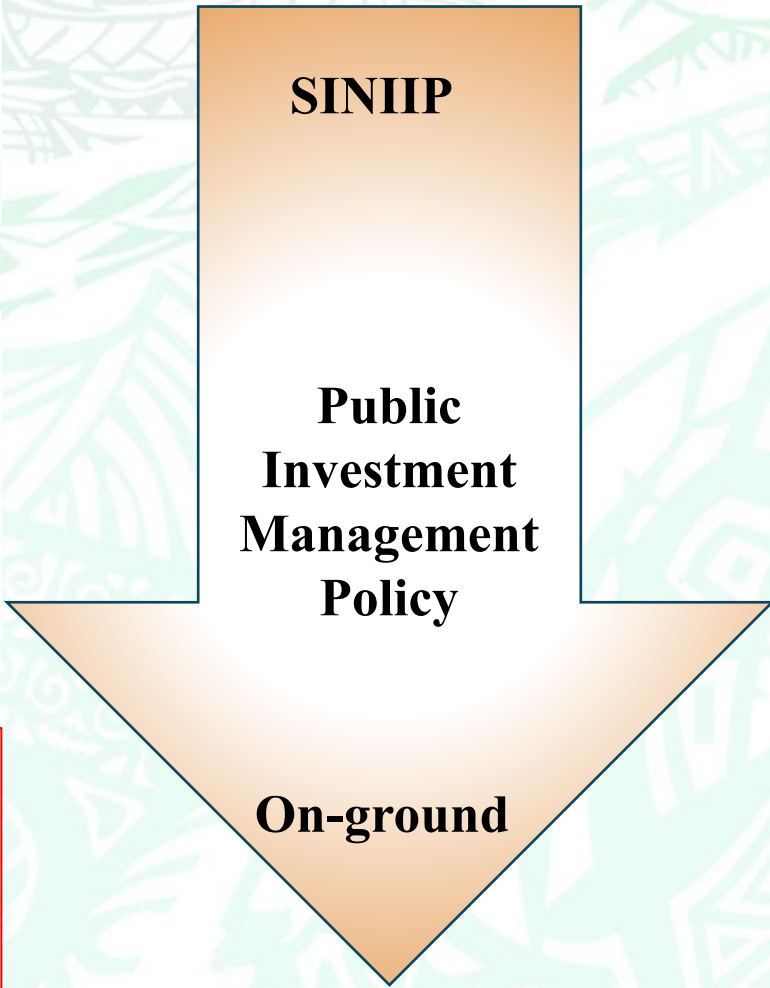 SINIIP
Public
Investment
Management
Policy
On-ground